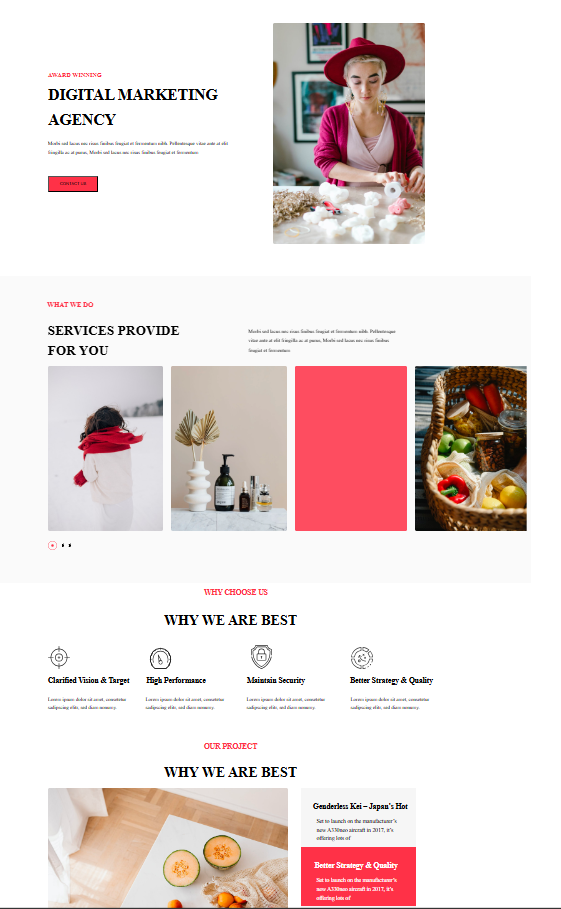 AWARD WINNING
DIGITAL MARKETING
AGENCY
Morbi sed lacus nec risus finibus feugiat et fermentum nibh. Pellentesque vitae ante at elit
fringilla ac at purus. Morbi sed lacus nec risus finibus feugiat et fermentum
CONTACT US
WHAT WE DO
SERVICES PROVIDE
FOR YOU
Morbi sed lacus nec risus finibus feugiat et fermentum nibh. Pellentesque
vitae ante at elit fringilla ac at purus. Morbi sed lacus nec risus finibus
feugiat et fermentum
WHY CHOOSE US
WHY WE ARE BEST
Clarified Vision & Target
Lorem ipsum dolor sit amet, consetetur
sadipscing elitr, sed diam nonumy.
High Performance
Lorem ipsum dolor sit amet, consetetur
sadipscing elitr, sed diam nonumy.
Maintain Security
Lorem ipsum dolor sit amet, consetetur
sadipscing elitr, sed diam nonumy.
Better Strategy & Quality
Lorem ipsum dolor sit amet, consetetur
sadipscing elitr, sed diam nonumy.
OUR PROJECT
WHY WE ARE BEST
Genderless Kei – Japan's Hot
Set to launch on the manufacturer's
new A330neo aircraft in 2017, it's
offering lots of
Better Strategy & Quality
Set to launch on the manufacturer's
new A330neo aircraft in 2017, it's
offering lots of